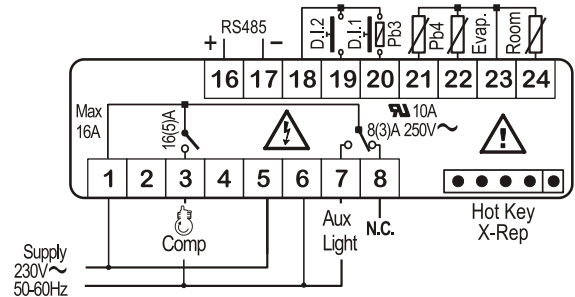 RS485
+ −
D.I.2
D.I.1
Pb3
Pb4
Evap.
Room
16 17 18 19 20 21 22 23 24
Max
16A
16(5)A
10A
8(3)A 250V~
1 2 3 4 5 6 7 8
Comp
Aux
Light
N.C.
Hot Key
X-Rep
Supply
230V~
50-60Hz